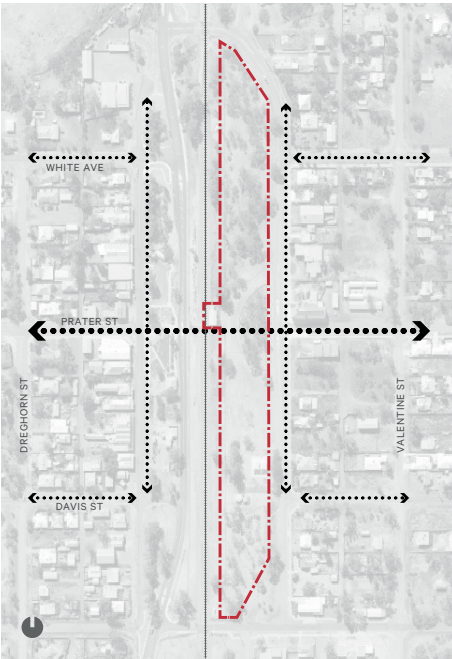 WHITE AVE
PRATER ST
DREGHORN ST
VALENTINE ST
DAVIS ST